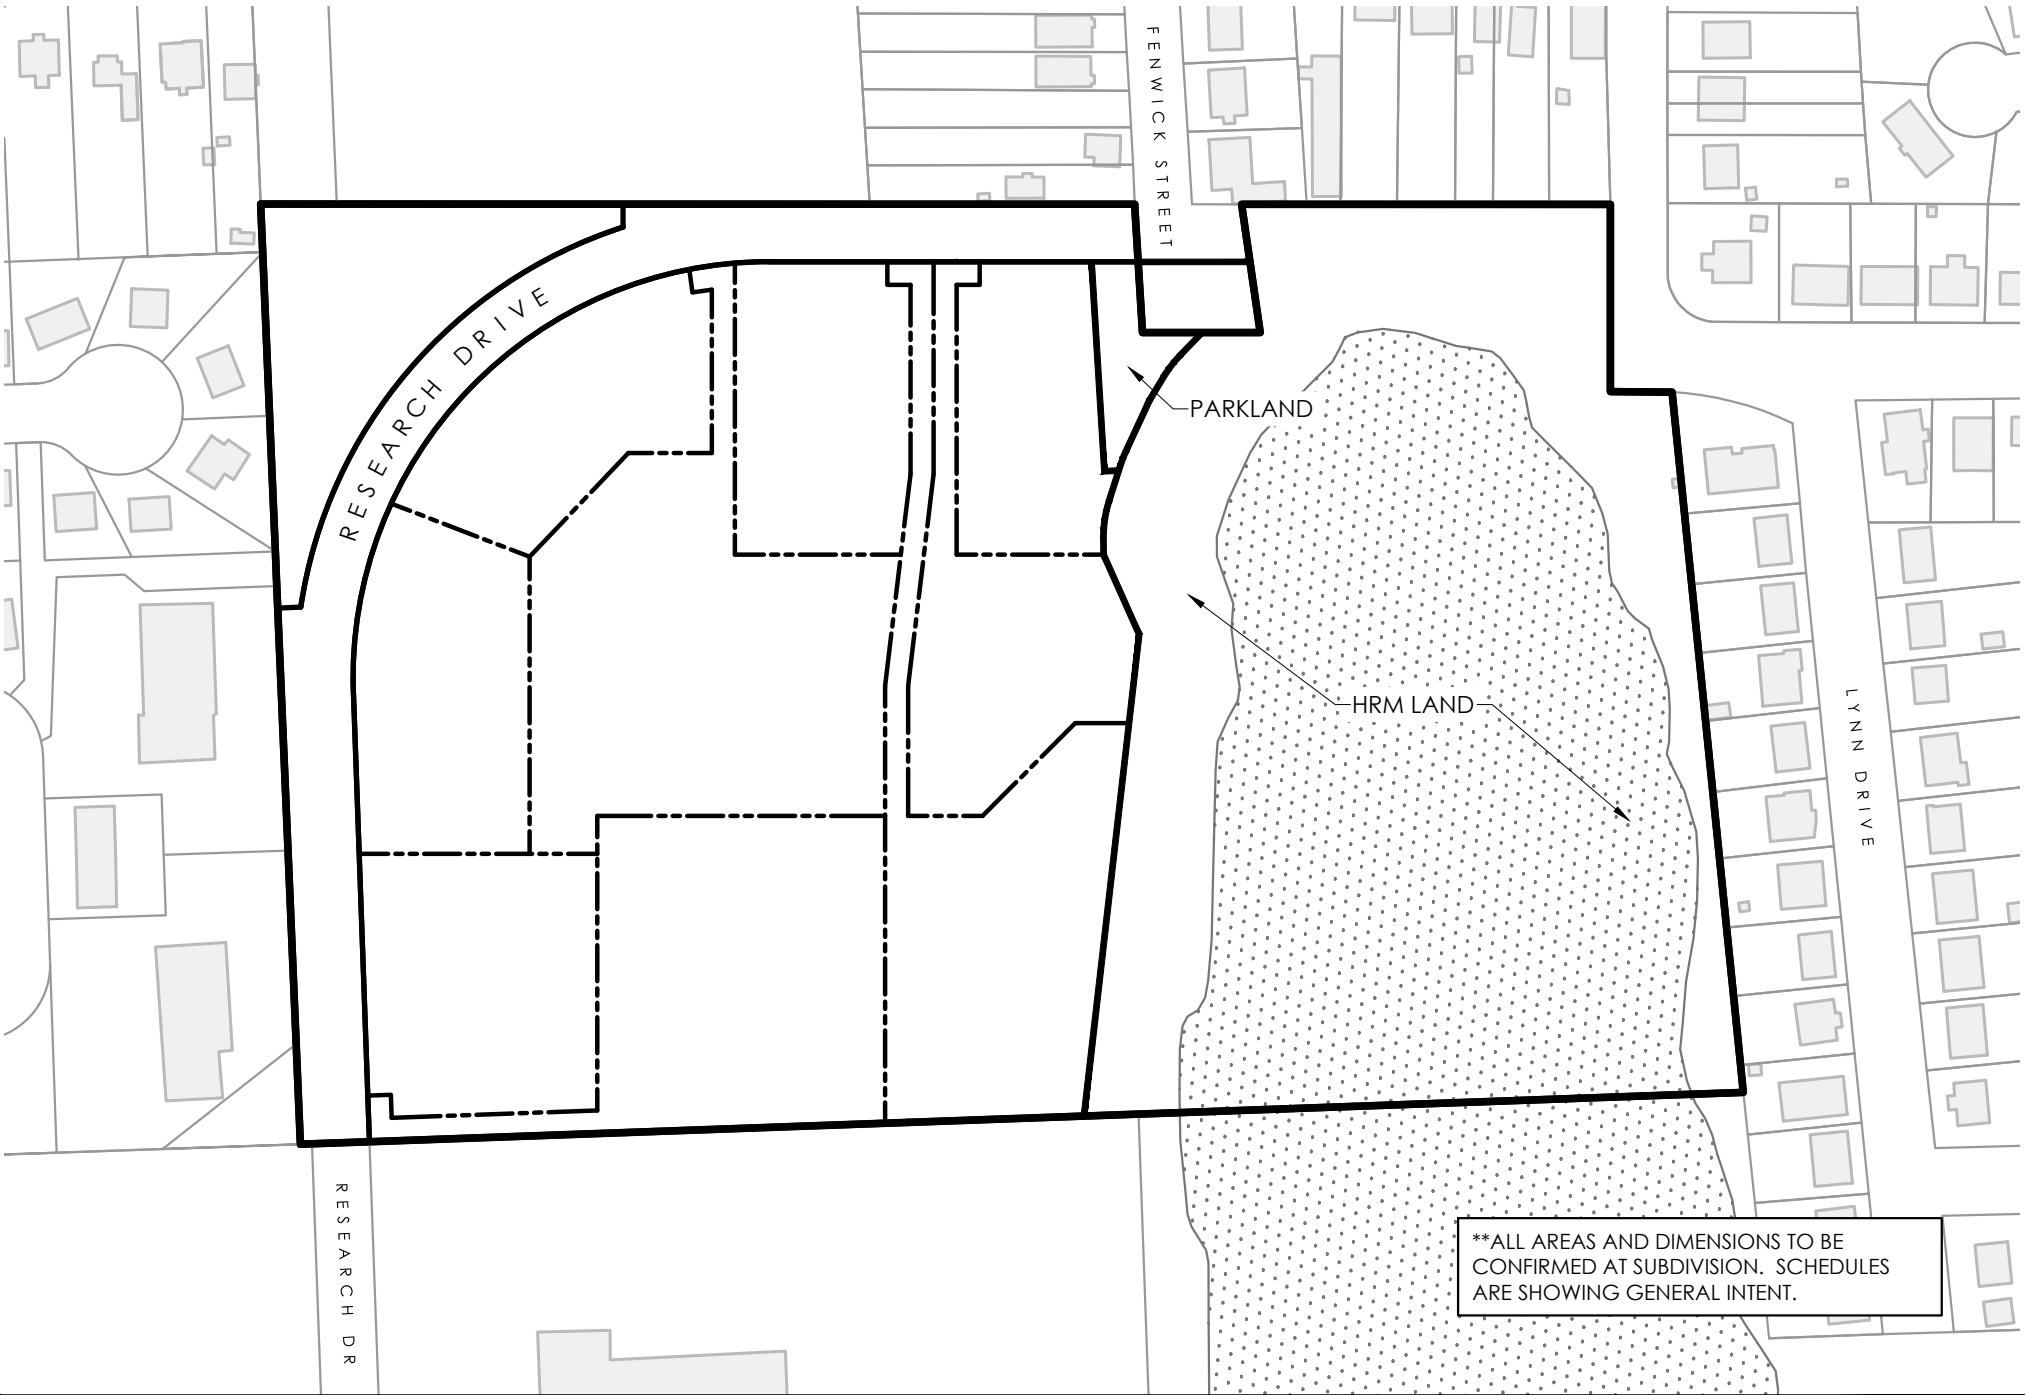 FENWICK STREET
RESEARCH DRIVE
PARKLAND
HRM LAND
LYNN DRIVE
RESEARCH DR
**ALL AREAS AND DIMENSIONS TO BE
CONFIRMED AT SUBDIVISION. SCHEDULES
ARE SHOWING GENERAL INTENT.